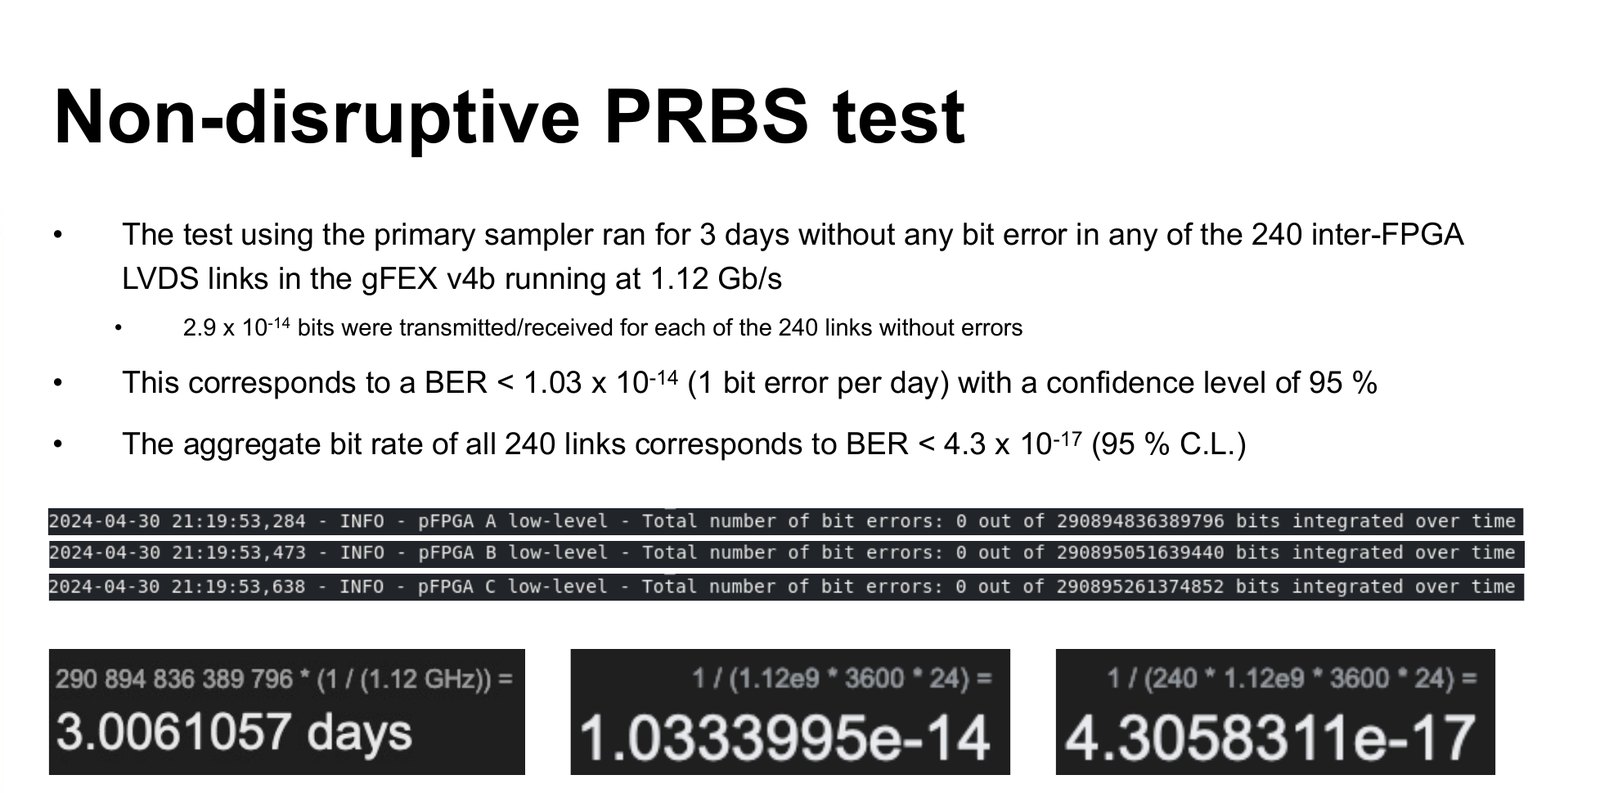 Non-disruptive PRBS test
• The test using the primary sampler ran for 3 days without any bit error in any of the 240 inter-FPGA
LVDS links in the gFEX v4b running at 1.12 Gb/s
• 2.9 x 10⁻¹⁴ bits were transmitted/received for each of the 240 links without errors
• This corresponds to a BER < 1.03 x 10⁻¹⁴ (1 bit error per day) with a confidence level of 95 %
• The aggregate bit rate of all 240 links corresponds to BER < 4.3 x 10⁻¹⁷ (95 % C.L.)
2024-04-30 21:19:53,284 - INFO - pFPGA A low-level - Total number of bit errors: 0 out of 290894836389796 bits integrated over time
2024-04-30 21:19:53,473 - INFO - pFPGA B low-level - Total number of bit errors: 0 out of 290895051639440 bits integrated over time
2024-04-30 21:19:53,638 - INFO - pFPGA C low-level - Total number of bit errors: 0 out of 290895261374852 bits integrated over time
290 894 836 389 796 * (1 / (1.12 GHz)) =
3.0061057 days
1 / (1.12e9 * 3600 * 24) =
1.0333995e-14
1 / (240 * 1.12e9 * 3600 * 24) =
4.3058311e-17